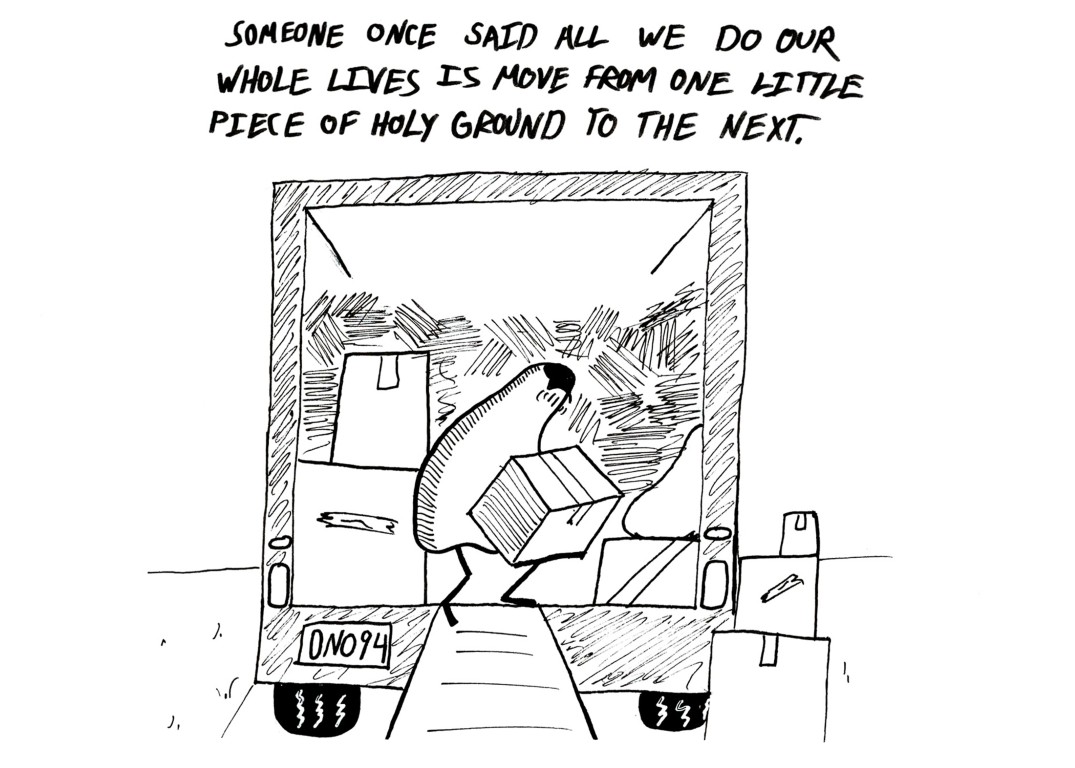 SOMEONE ONCE SAID ALL WE DO OUR
WHOLE LIVES IS MOVE FROM ONE LITTLE
PIECE OF HOLY GROUND TO THE NEXT.
DNO94